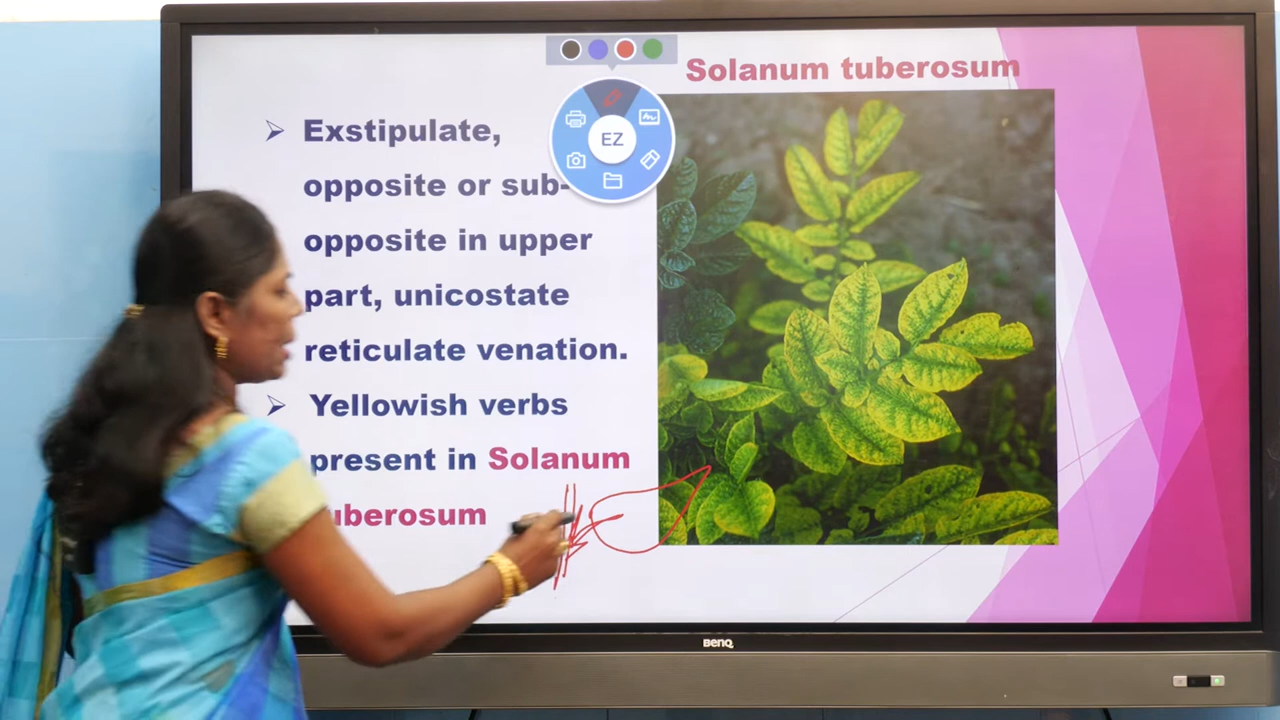 Solanum tuberosum
EZ
➢ Exstipulate,
opposite or sub-
opposite in upper
part, unicostate
reticulate venation.
➢ Yellowish verbs
present in Solanum
uberosum
BenQ